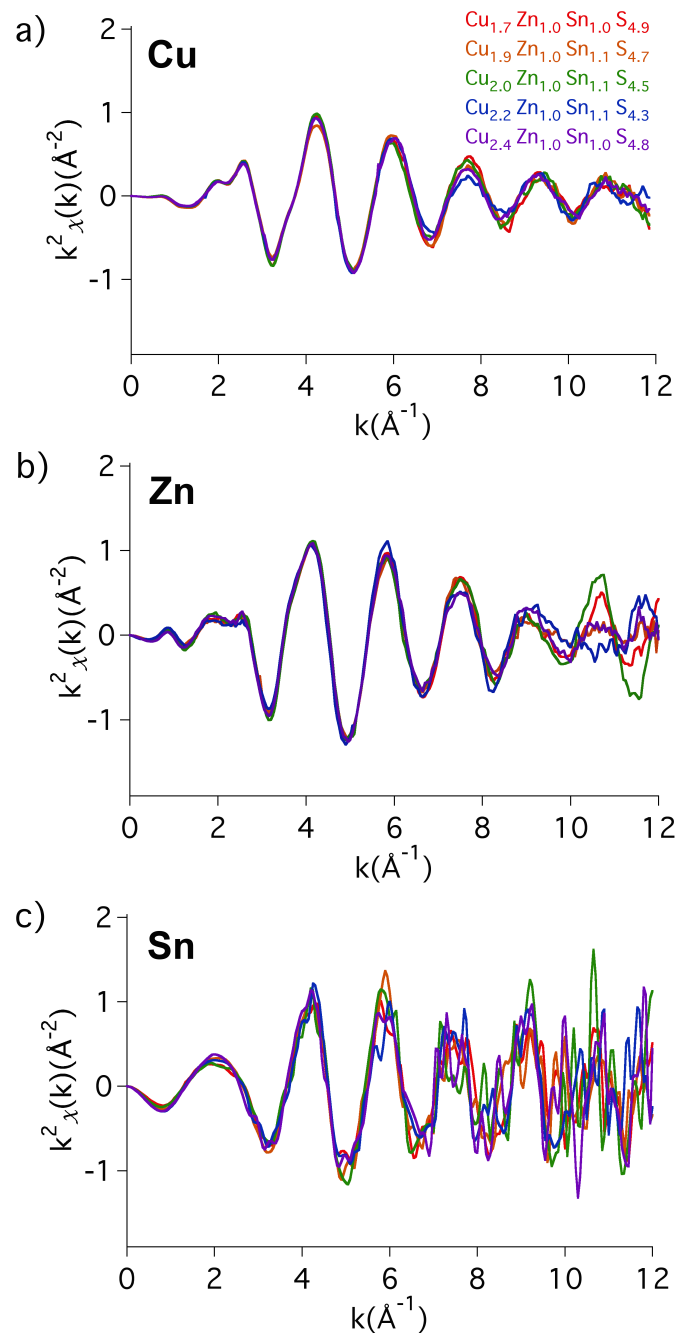 a)
Cu
Cu1.7 Zn1.0 Sn1.0 S4.9
Cu1.9 Zn1.0 Sn1.1 S4.7
Cu2.0 Zn1.0 Sn1.1 S4.5
Cu2.2 Zn1.0 Sn1.1 S4.3
Cu2.4 Zn1.0 Sn1.0 S4.8
2
1
0
-1
k²χ(k)(Å⁻²)
0 2 4 6 8 10 12
k(Å⁻¹)
b)
Zn
2
1
0
-1
k²χ(k)(Å⁻²)
0 2 4 6 8 10 12
k(Å⁻¹)
c)
Sn
2
1
0
-1
k²χ(k)(Å⁻²)
0 2 4 6 8 10 12
k(Å⁻¹)